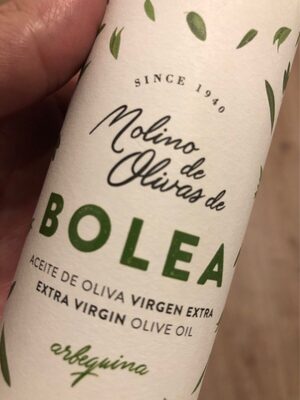 SINCE 1940
Molino
de
Olivas de
BOLEA
ACEITE DE OLIVA VIRGEN EXTRA
EXTRA VIRGIN OLIVE OIL
arbequina